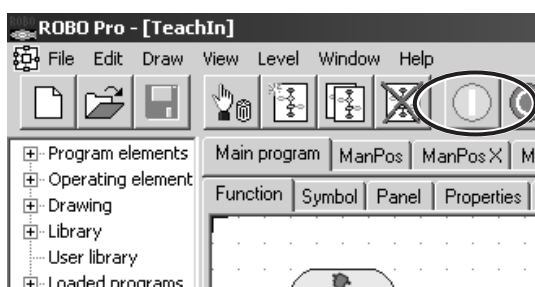 ROBO Pro - [TeachIn]
File Edit Draw View Level Window Help
Program elements
Operating element
Drawing
Library
User library
Loaded programs
Main program ManPos ManPosX M
Function Symbol Panel Properties